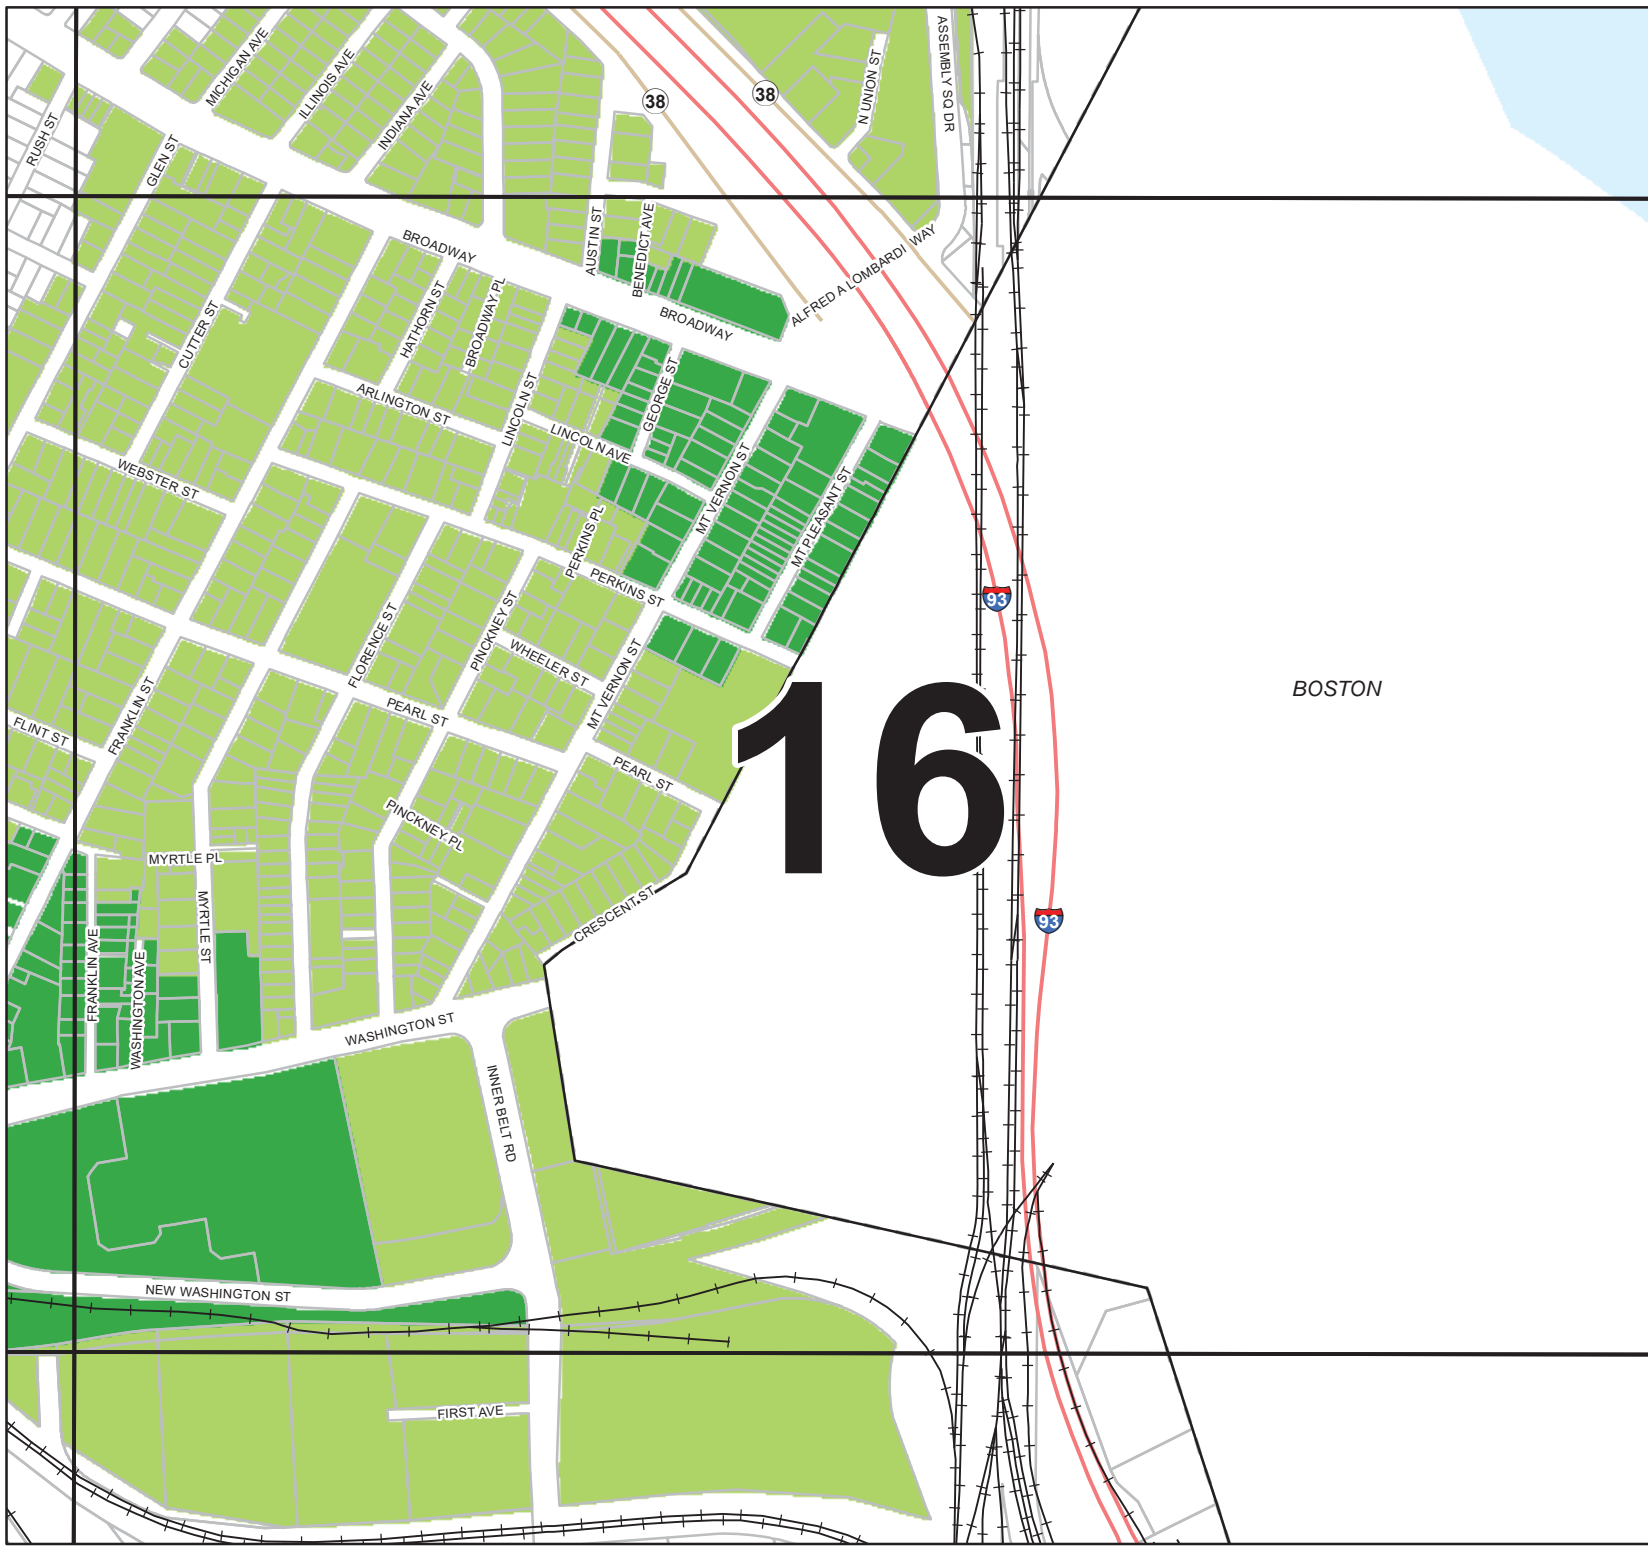 MICHIGAN AVE
ILLINOIS AVE
INDIANA AVE
38
38
N UNION ST
ASSEMBLY SQ DR
RUSH ST
GLEN ST
BROADWAY
AUSTIN ST
BENEDICT AVE
ALFRED A LOMBARDI WAY
CUTTER ST
HATHORN ST
BROADWAY PL
BROADWAY
ARLINGTON ST
LINCOLN ST
GEORGE ST
LINCOLN AVE
WEBSTER ST
MT VERNON ST
MT PLEASANT ST
PERKINS PL
PERKINS ST
93
FLORENCE ST
PINCKNEY ST
WHEELER ST
MT VERNON ST
BOSTON
FRANKLIN ST
FLINT ST
PEARL ST
PEARL ST
16
PINCKNEY PL
MYRTLE PL
MYRTLE ST
CRESCENT ST
93
FRANKLIN AVE
WASHINGTON AVE
WASHINGTON ST
INNER BELT RD
NEW WASHINGTON ST
FIRST AVE